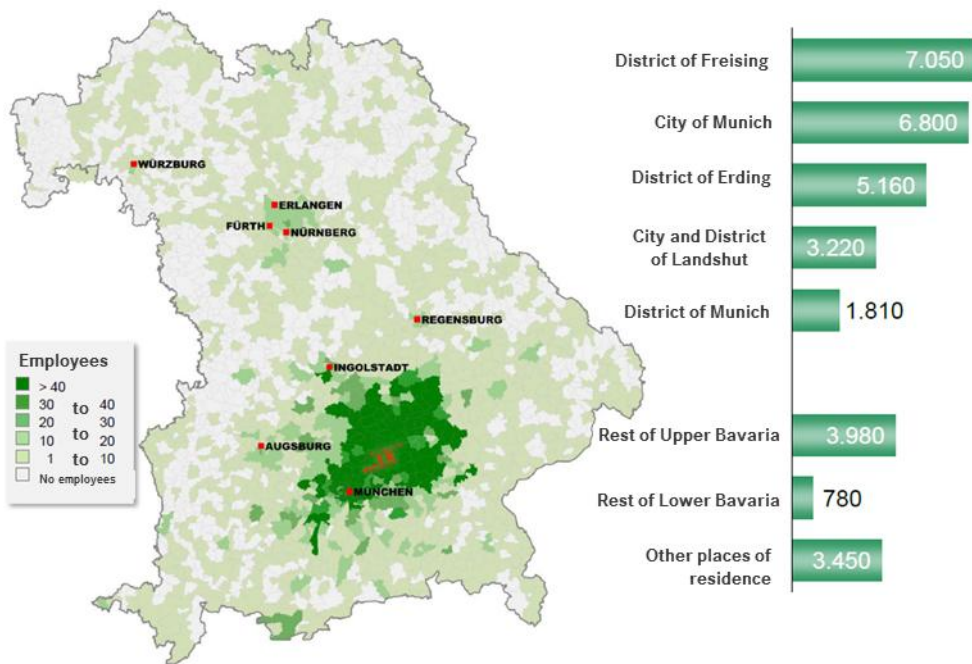 WÜRZBURG
ERLANGEN
FÜRTH
NÜRNBERG
REGENSBURG
INGOLSTADT
AUGSBURG
MÜNCHEN
Employees
> 40
30 to 40
20 to 30
10 to 20
1 to 10
No employees
District of Freising 7.050
City of Munich 6.800
District of Erding 5.160
City and District
of Landshut 3.220
District of Munich 1.810
Rest of Upper Bavaria 3.980
Rest of Lower Bavaria 780
Other places of
residence 3.450